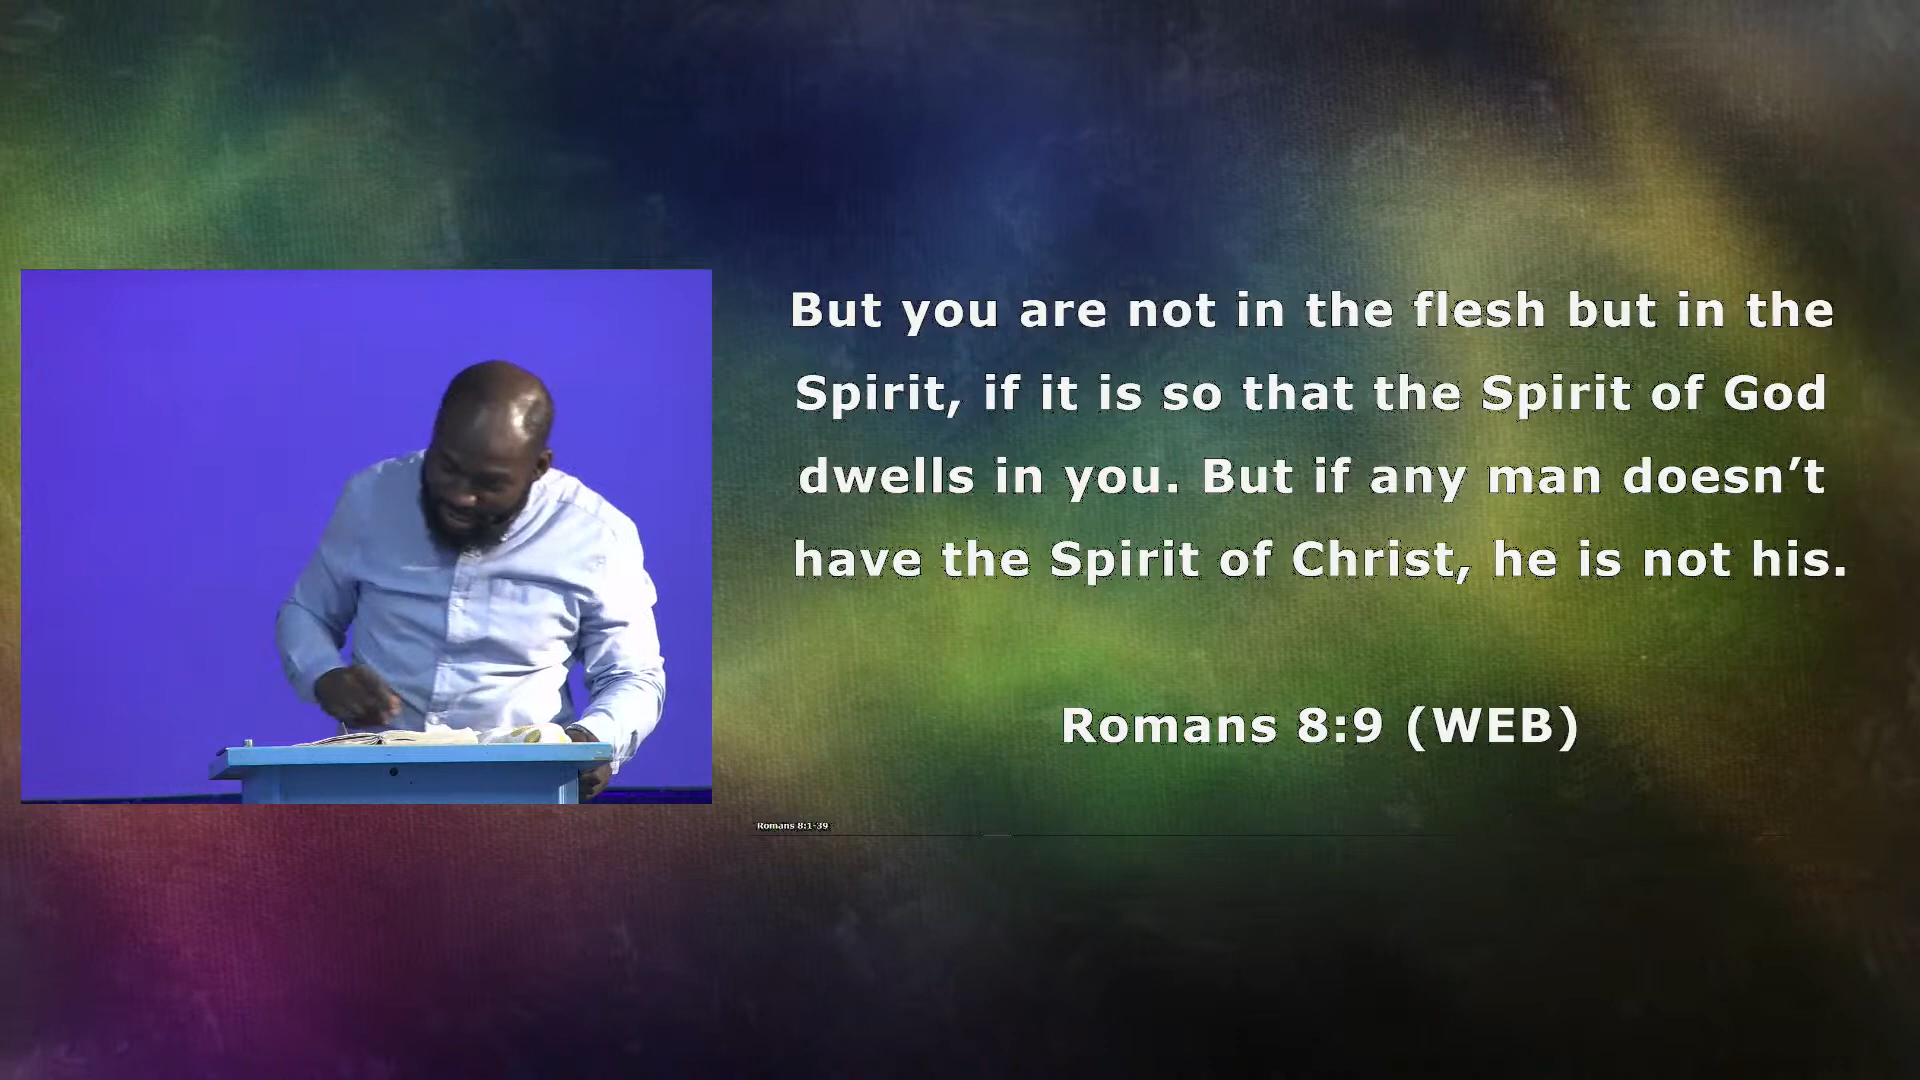 But you are not in the flesh but in the
Spirit, if it is so that the Spirit of God
dwells in you. But if any man doesn’t
have the Spirit of Christ, he is not his.
Romans 8:9 (WEB)
Romans 8:1-39